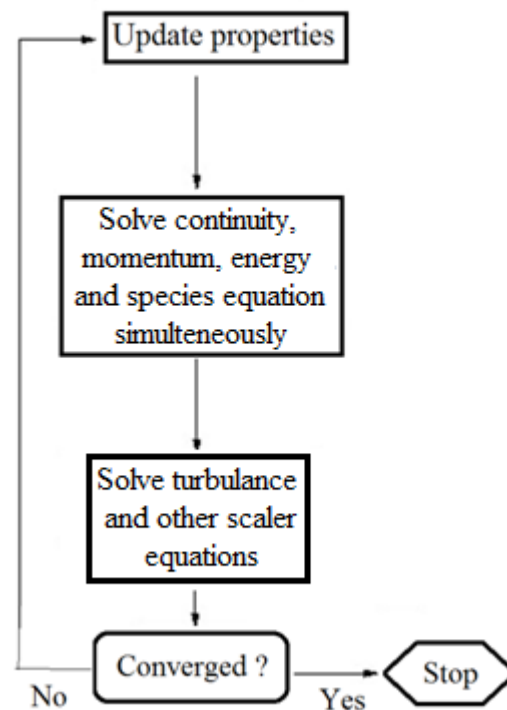 Update properties
Solve continuity,
momentum, energy
and species equation
simulteneously
Solve turbulance
and other scaler
equations
Converged ?
Stop
No
Yes